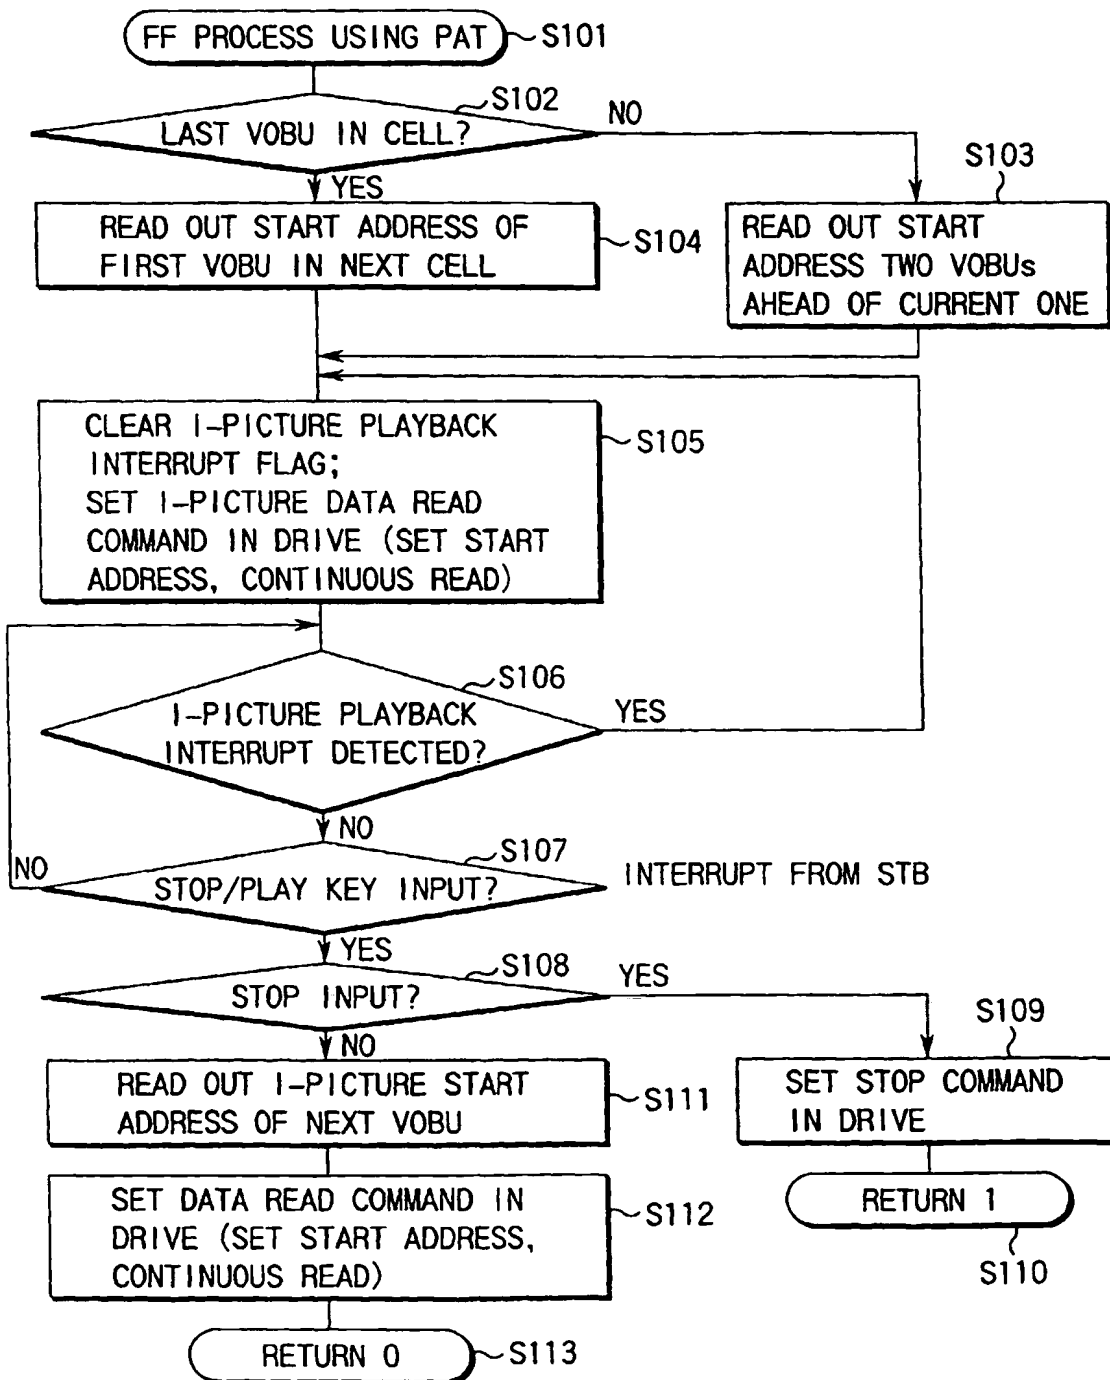 FF PROCESS USING PAT
S101
S102
LAST VOBU IN CELL?
NO
YES
S103
READ OUT START ADDRESS OF
FIRST VOBU IN NEXT CELL
S104
READ OUT START
ADDRESS TWO VOBUs
AHEAD OF CURRENT ONE
CLEAR I-PICTURE PLAYBACK
INTERRUPT FLAG;
SET I-PICTURE DATA READ
COMMAND IN DRIVE (SET START
ADDRESS, CONTINUOUS READ)
S105
S106
I-PICTURE PLAYBACK
INTERRUPT DETECTED?
YES
NO
NO
S107
STOP/PLAY KEY INPUT?
INTERRUPT FROM STB
YES
S108
STOP INPUT?
YES
NO
S109
READ OUT I-PICTURE START
ADDRESS OF NEXT VOBU
S111
SET STOP COMMAND
IN DRIVE
SET DATA READ COMMAND IN
DRIVE (SET START ADDRESS,
CONTINUOUS READ)
S112
RETURN 1
S110
RETURN 0
S113